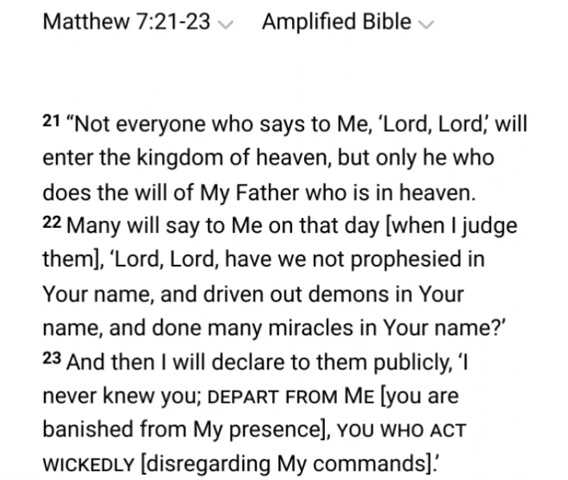 Matthew 7:21-23 Amplified Bible
21 “Not everyone who says to Me, ‘Lord, Lord,’ will
enter the kingdom of heaven, but only he who
does the will of My Father who is in heaven.
22 Many will say to Me on that day [when I judge
them], ‘Lord, Lord, have we not prophesied in
Your name, and driven out demons in Your
name, and done many miracles in Your name?’
23 And then I will declare to them publicly, ‘I
never knew you; DEPART FROM ME [you are
banished from My presence], YOU WHO ACT
WICKEDLY [disregarding My commands].’